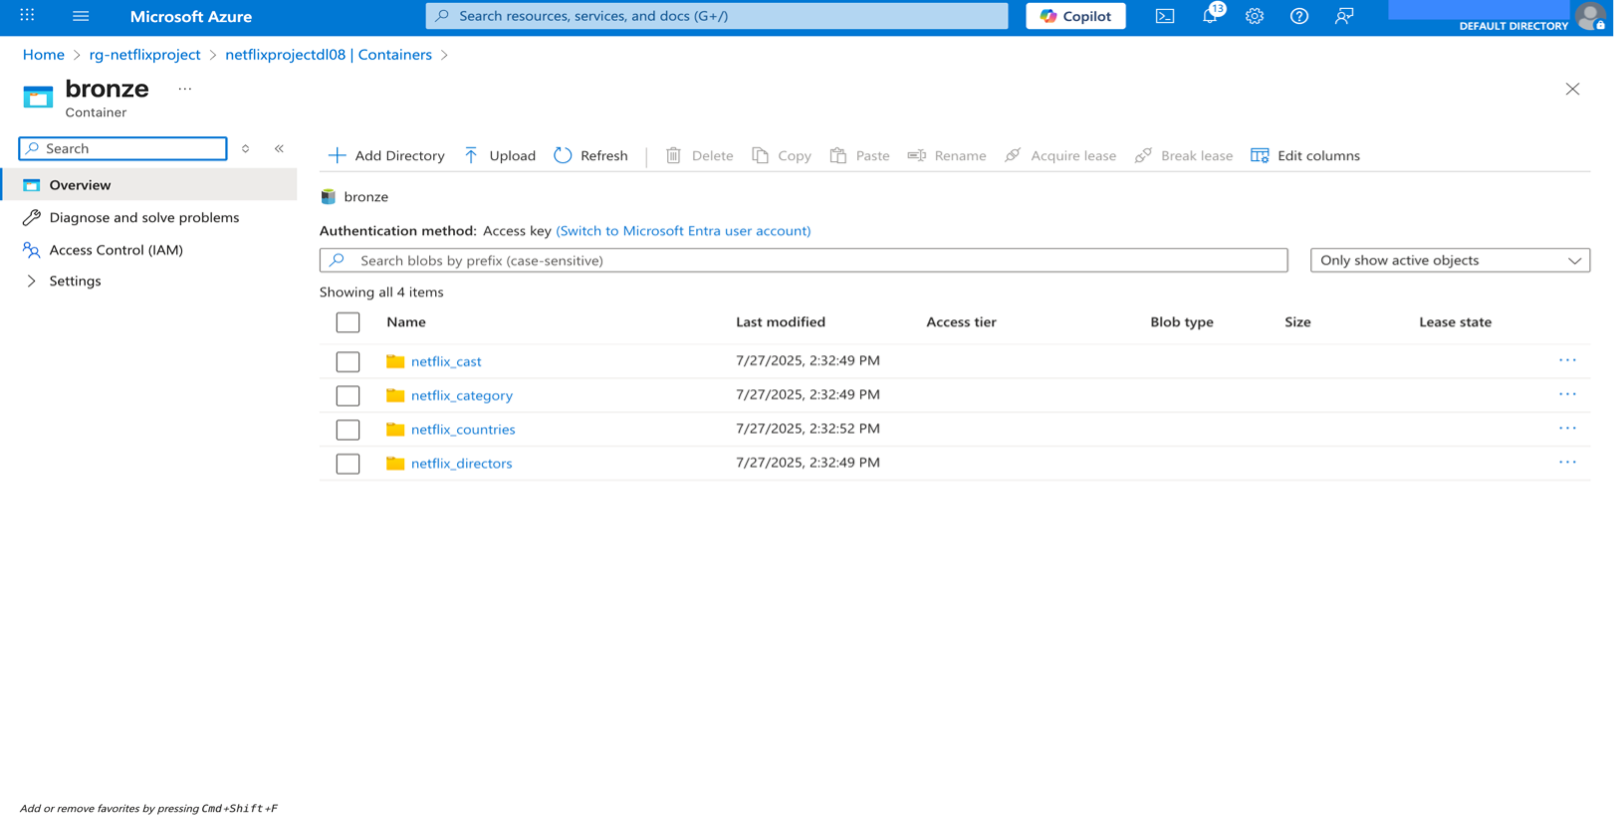 Microsoft Azure
Search resources, services, and docs (G+/)
Copilot
13
DEFAULT DIRECTORY
Home > rg-netflixproject > netflixprojectdl08 | Containers >
bronze ...
Container
Search
Add Directory Upload Refresh Delete Copy Paste Rename Acquire lease Break lease Edit columns
Overview
Diagnose and solve problems
Access Control (IAM)
Settings
bronze
Authentication method: Access key (Switch to Microsoft Entra user account)
Search blobs by prefix (case-sensitive)
Only show active objects
Showing all 4 items
Name Last modified Access tier Blob type Size Lease state
netflix_cast 7/27/2025, 2:32:49 PM ...
netflix_category 7/27/2025, 2:32:49 PM ...
netflix_countries 7/27/2025, 2:32:52 PM ...
netflix_directors 7/27/2025, 2:32:49 PM ...
Add or remove favorites by pressing Cmd+Shift+F